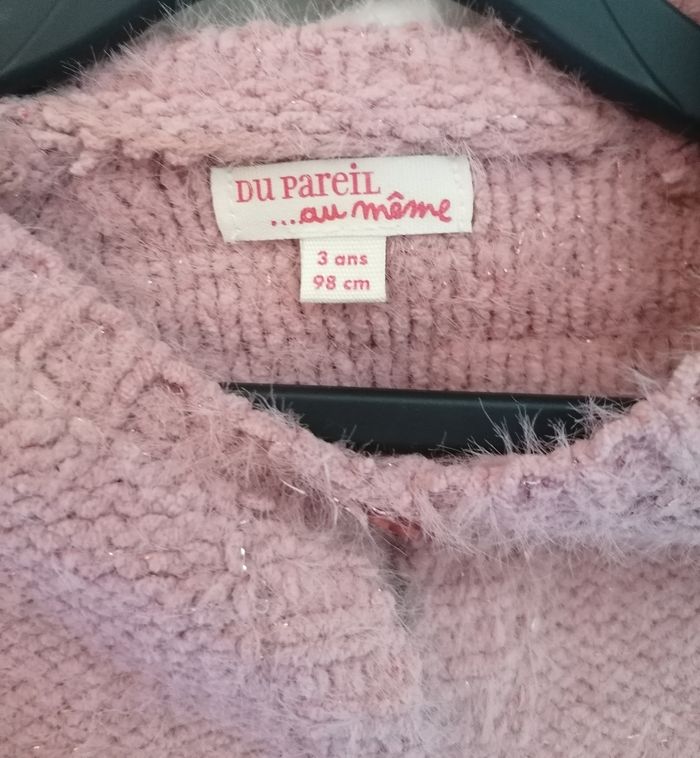 DU PareiL
...au même
3 ans
98 cm